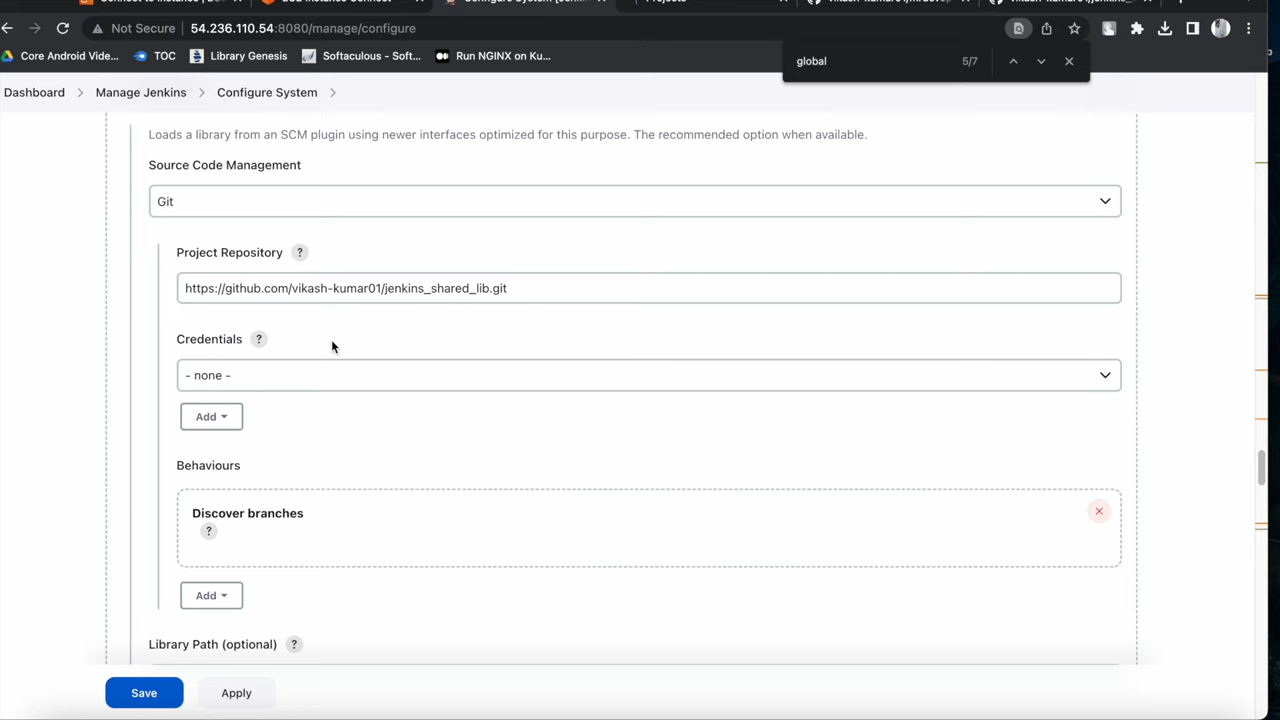 Not Secure | 54.236.110.54:8080/manage/configure
Core Android Vide... TOC Library Genesis Softaculous - Soft... Run NGINX on Ku...
global 5/7
Dashboard Manage Jenkins Configure System
Loads a library from an SCM plugin using newer interfaces optimized for this purpose. The recommended option when available.
Source Code Management
Git
Project Repository ?
https://github.com/vikash-kumar01/jenkins_shared_lib.git
Credentials ?
- none -
Add
Behaviours
Discover branches
?
Add
Library Path (optional) ?
Save Apply